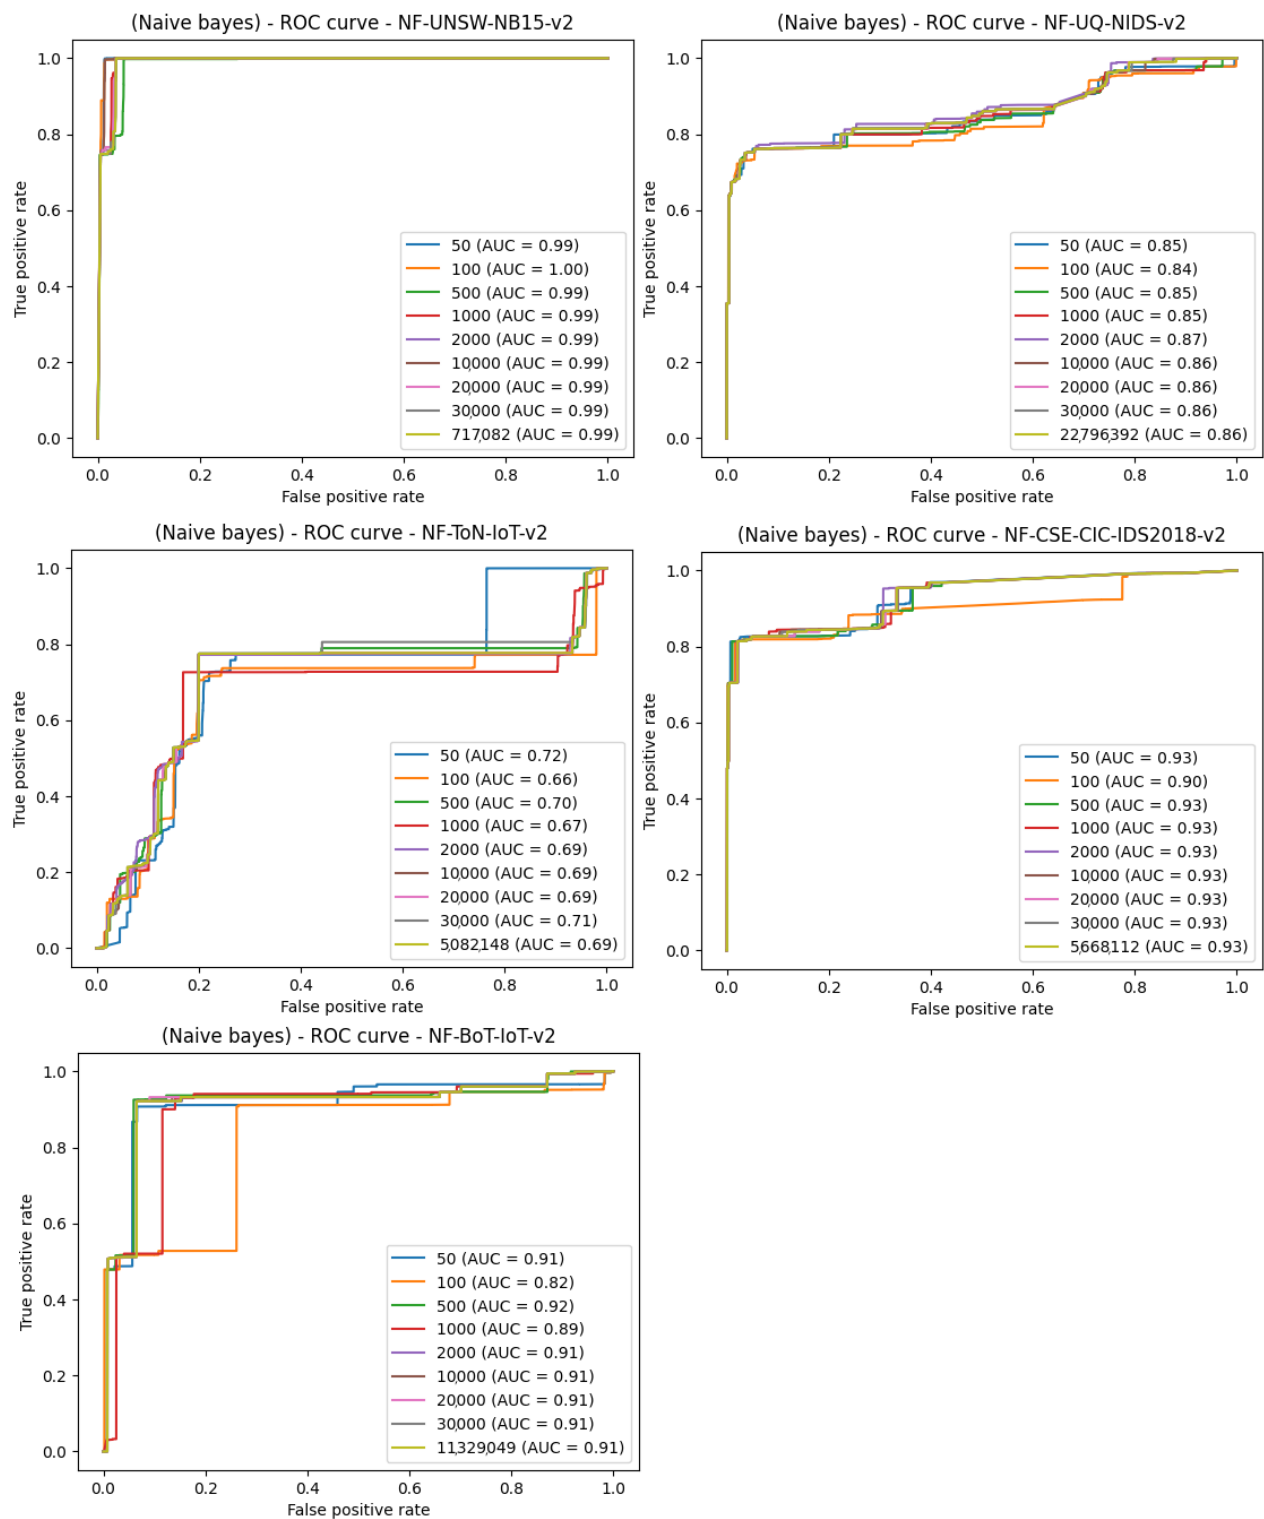 (Naive bayes) - ROC curve - NF-UNSW-NB15-v2
True positive rate
1.0
0.8
0.6
0.4
0.2
0.0
50 (AUC = 0.99)
100 (AUC = 1.00)
500 (AUC = 0.99)
1000 (AUC = 0.99)
2000 (AUC = 0.99)
10,000 (AUC = 0.99)
20,000 (AUC = 0.99)
30,000 (AUC = 0.99)
717,082 (AUC = 0.99)
0.0 0.2 0.4 0.6 0.8 1.0
False positive rate
(Naive bayes) - ROC curve - NF-UQ-NIDS-v2
True positive rate
1.0
0.8
0.6
0.4
0.2
0.0
50 (AUC = 0.85)
100 (AUC = 0.84)
500 (AUC = 0.85)
1000 (AUC = 0.85)
2000 (AUC = 0.87)
10,000 (AUC = 0.86)
20,000 (AUC = 0.86)
30,000 (AUC = 0.86)
22,796,392 (AUC = 0.86)
0.0 0.2 0.4 0.6 0.8 1.0
False positive rate
(Naive bayes) - ROC curve - NF-ToN-IoT-v2
True positive rate
1.0
0.8
0.6
0.4
0.2
0.0
50 (AUC = 0.72)
100 (AUC = 0.66)
500 (AUC = 0.70)
1000 (AUC = 0.67)
2000 (AUC = 0.69)
10,000 (AUC = 0.69)
20,000 (AUC = 0.69)
30,000 (AUC = 0.71)
5,082,148 (AUC = 0.69)
0.0 0.2 0.4 0.6 0.8 1.0
False positive rate
(Naive bayes) - ROC curve - NF-CSE-CIC-IDS2018-v2
True positive rate
1.0
0.8
0.6
0.4
0.2
0.0
50 (AUC = 0.93)
100 (AUC = 0.90)
500 (AUC = 0.93)
1000 (AUC = 0.93)
2000 (AUC = 0.93)
10,000 (AUC = 0.93)
20,000 (AUC = 0.93)
30,000 (AUC = 0.93)
5,668,112 (AUC = 0.93)
0.0 0.2 0.4 0.6 0.8 1.0
False positive rate
(Naive bayes) - ROC curve - NF-BoT-IoT-v2
True positive rate
1.0
0.8
0.6
0.4
0.2
0.0
50 (AUC = 0.91)
100 (AUC = 0.82)
500 (AUC = 0.92)
1000 (AUC = 0.89)
2000 (AUC = 0.91)
10,000 (AUC = 0.91)
20,000 (AUC = 0.91)
30,000 (AUC = 0.91)
11,329,049 (AUC = 0.91)
0.0 0.2 0.4 0.6 0.8 1.0
False positive rate